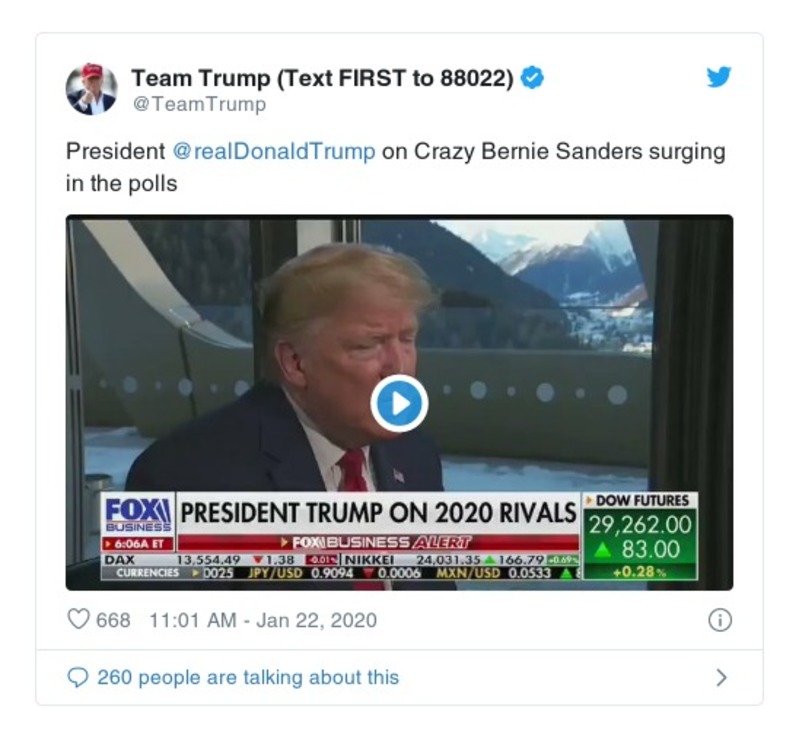 Team Trump (Text FIRST to 88022)
@TeamTrump
President @realDonaldTrump on Crazy Bernie Sanders surging
in the polls
FOX BUSINESS
PRESIDENT TRUMP ON 2020 RIVALS
DOW FUTURES
29,262.00
▲ 83.00
+0.28%
6:06A ET
FOX BUSINESS ALERT
DAX 13,554.49 ▼1.38 -0.01% NIKKEI 24,031.35 ▲166.79 +0.69%
CURRENCIES 0025 JPY/USD 0.9094 ▼0.0006 MXN/USD 0.0533 ▲
668 11:01 AM - Jan 22, 2020
260 people are talking about this